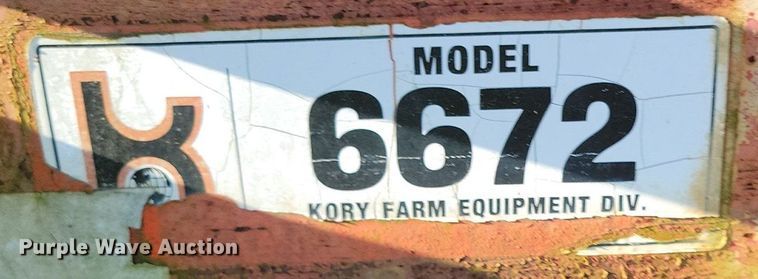 MODEL
6672
KORY FARM EQUIPMENT DIV.
Purple Wave Auction